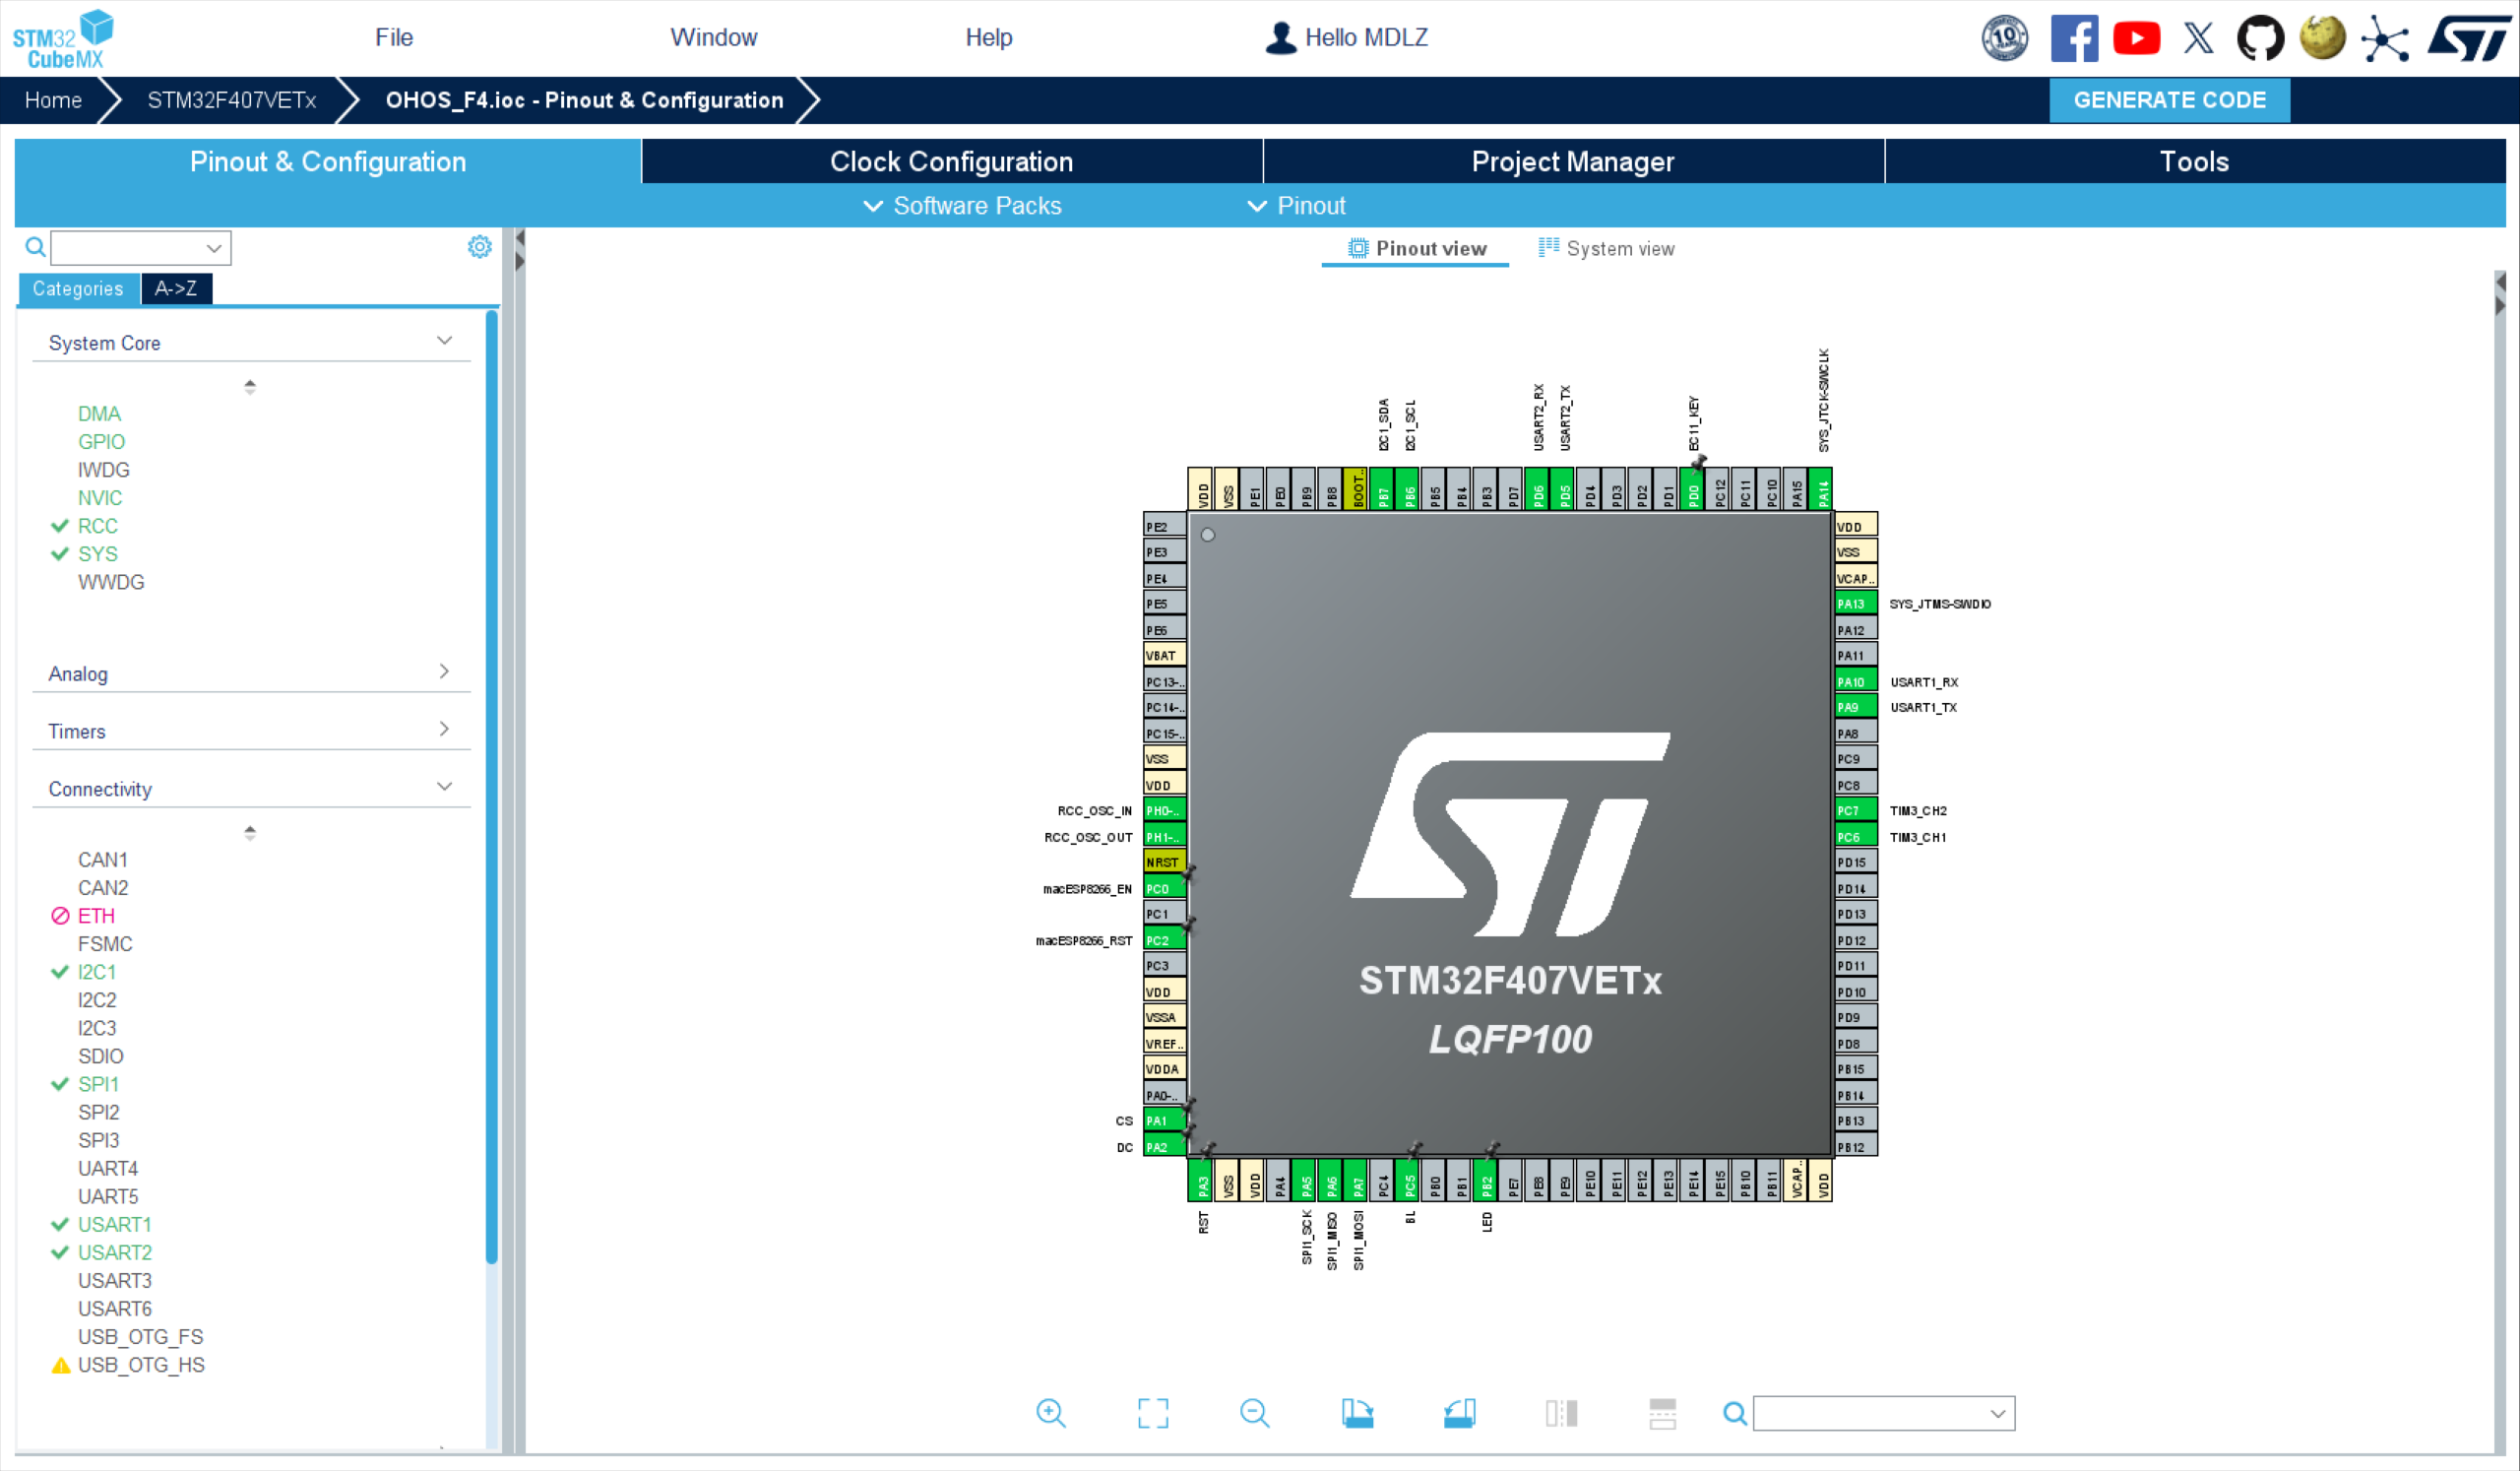 STM32
CubeMX
File
Window
Help
Hello MDLZ
10
Home
STM32F407VETx
OHOS_F4.ioc - Pinout & Configuration
GENERATE CODE
Pinout & Configuration
Clock Configuration
Project Manager
Tools
Software Packs
Pinout
Pinout view
System view
Categories
A->Z
System Core
DMA
GPIO
IWDG
NVIC
RCC
SYS
WWDG
Analog
Timers
Connectivity
CAN1
CAN2
ETH
FSMC
I2C1
I2C2
I2C3
SDIO
SPI1
SPI2
SPI3
UART4
UART5
USART1
USART2
USART3
USART6
USB_OTG_FS
USB_OTG_HS
I2C1_SDA
I2C1_SCL
USART2_RX
USART2_TX
EC11_KEY
SYS_JTCK-SWCLK
VDD
VSS
PE1
PE0
PB9
PB8
BOOT..
PB7
PB6
PB5
PB4
PB3
PD7
PD6
PD5
PD4
PD3
PD2
PD1
PD0
PC12
PC11
PC10
PA15
PA14
PE2
PE3
PE4
PE5
PE6
VBAT
PC13-..
PC14-..
PC15-..
VSS
VDD
RCC_OSC_IN PH0-..
RCC_OSC_OUT PH1-..
NRST
macESP8266_EN PC0
PC1
macESP8266_RST PC2
PC3
VDD
VSSA
VREF..
VDDA
PA0-..
CS PA1
DC PA2
STM32F407VETx
LQFP100
VDD
VSS
VCAP..
PA13 SYS_JTMS-SWDIO
PA12
PA11
PA10 USART1_RX
PA9 USART1_TX
PA8
PC9
PC8
PC7 TIM3_CH2
PC6 TIM3_CH1
PD15
PD14
PD13
PD12
PD11
PD10
PD9
PD8
PB15
PB14
PB13
PB12
PA3
VSS
VDD
PA4
PA5
PA6
PA7
PC4
PC5
PB0
PB1
PB2
PE7
PE8
PE9
PE10
PE11
PE12
PE13
PE14
PE15
PB10
PB11
VCAP..
VDD
RST
SPI1_SCK
SPI1_MISO
SPI1_MOSI
BL
LED